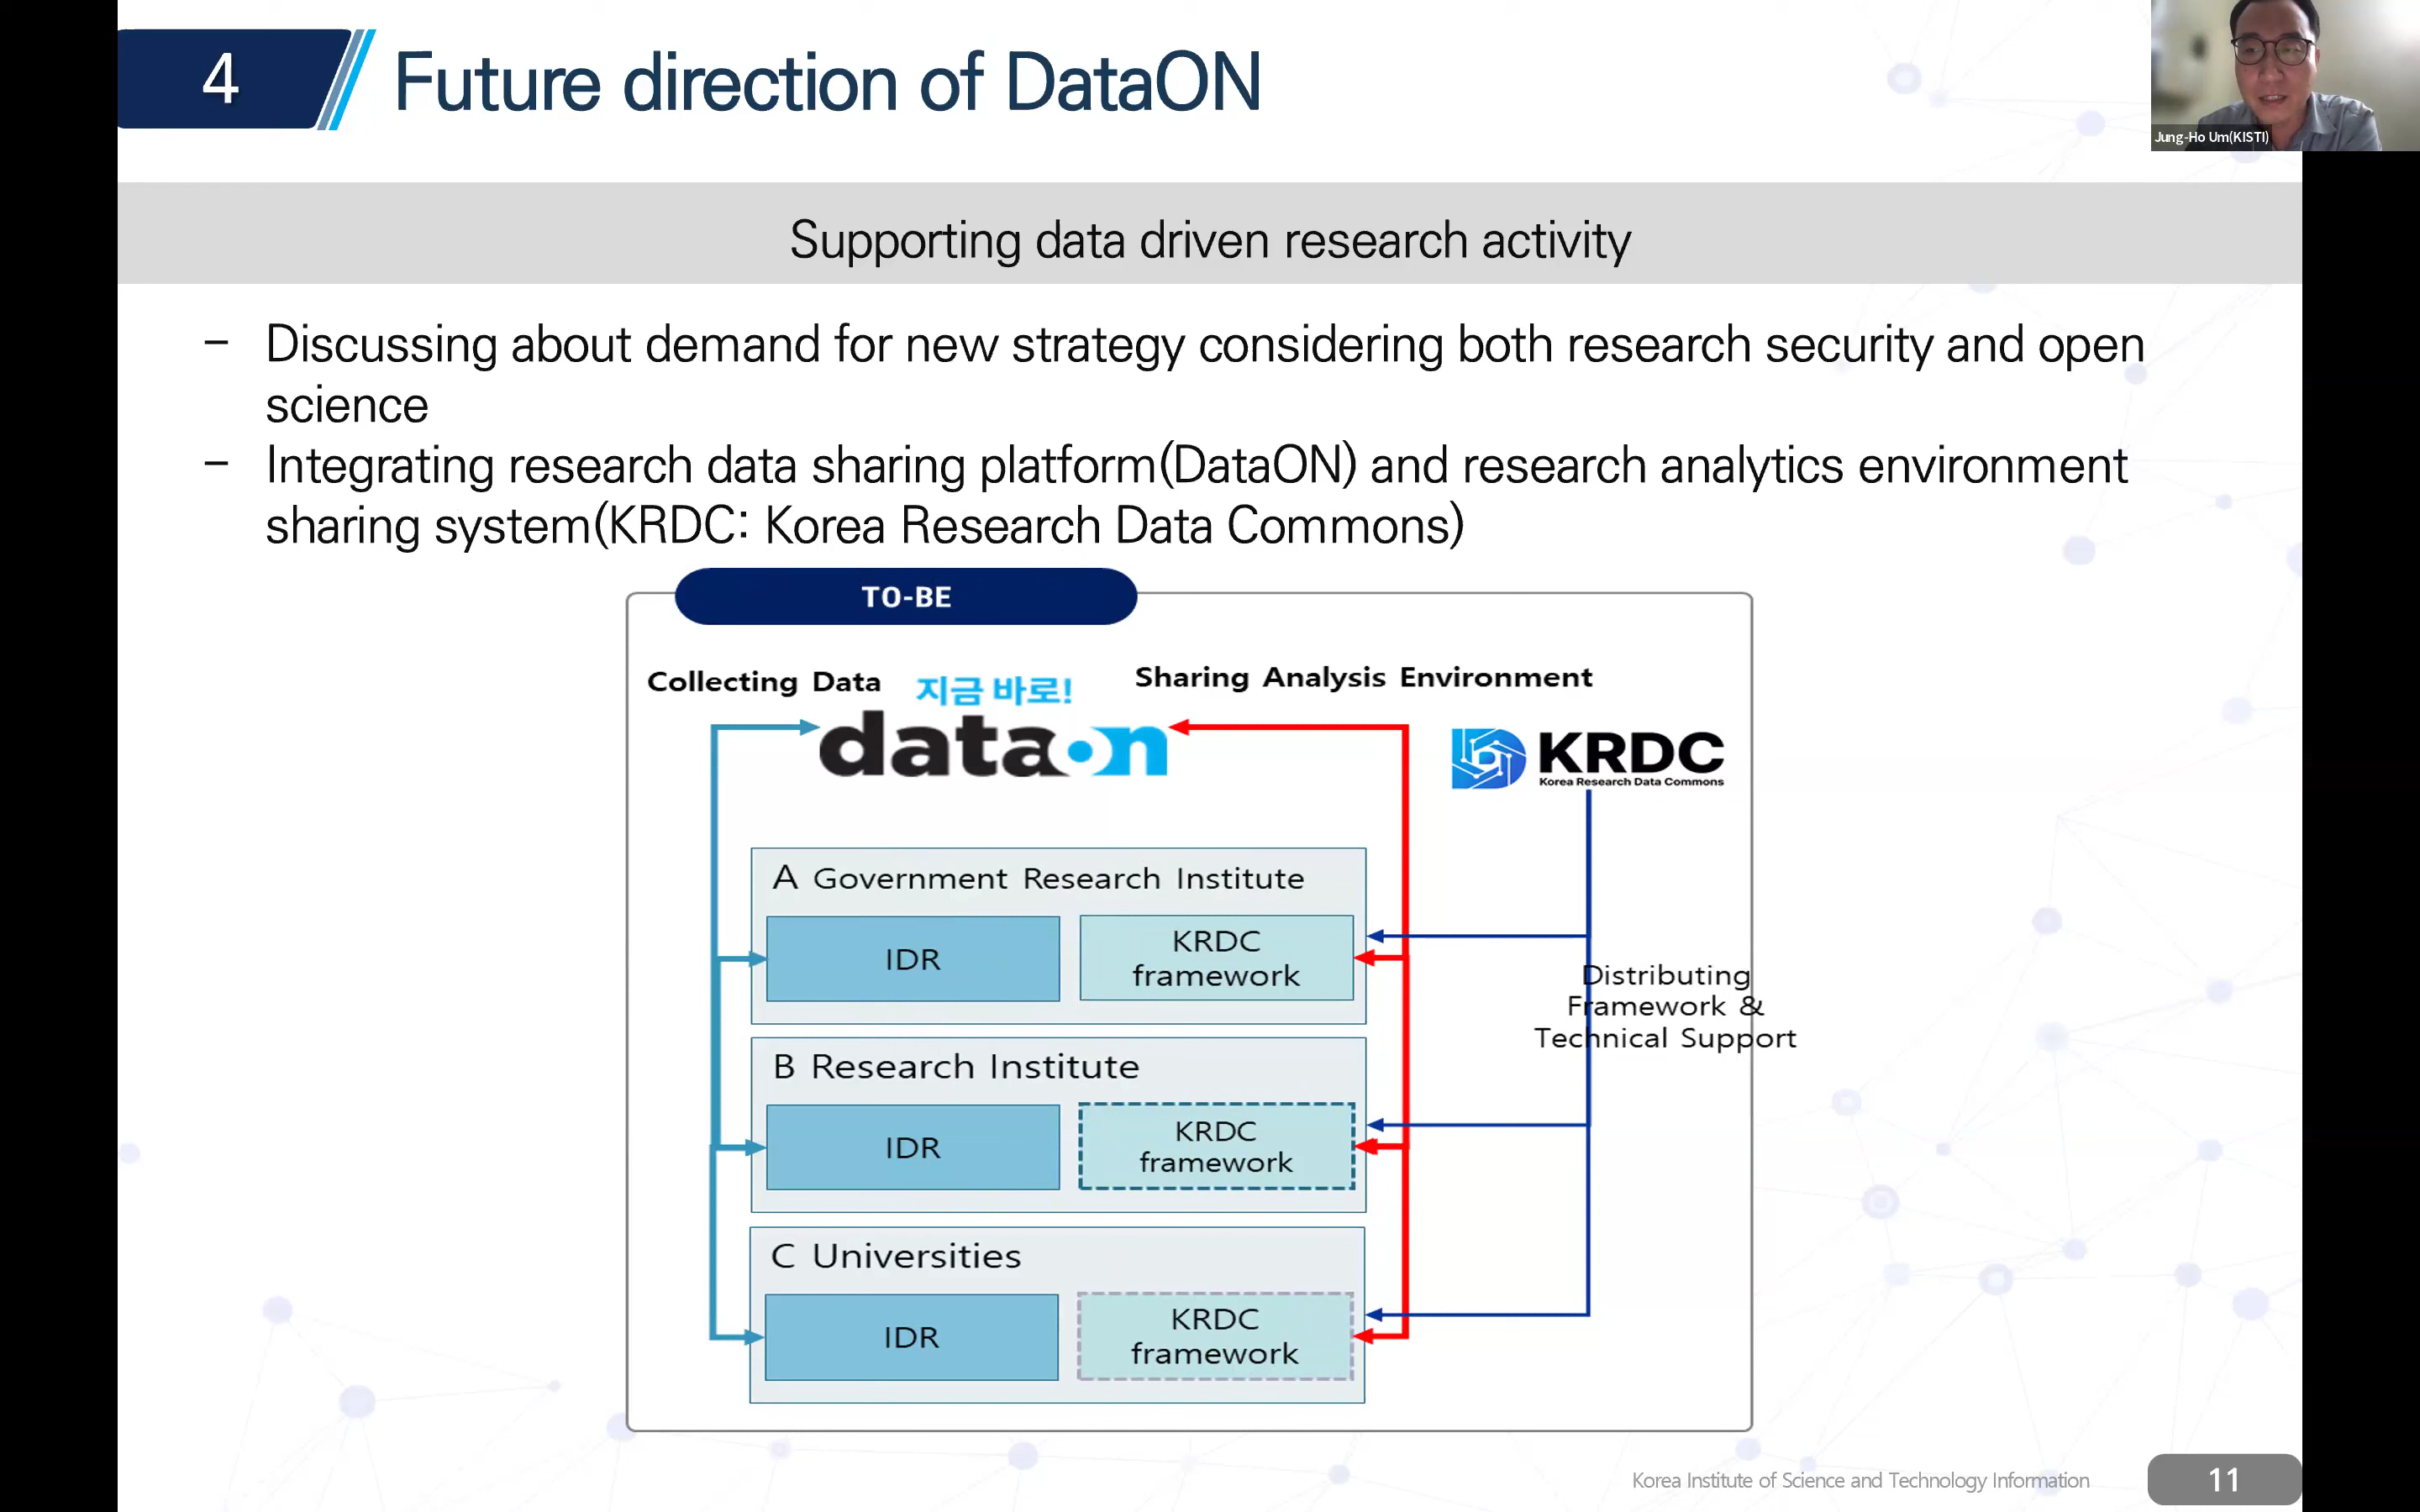 4
Future direction of DataON
Jung-Ho Um(KISTI)
Supporting data driven research activity
– Discussing about demand for new strategy considering both research security and open
science
– Integrating research data sharing platform(DataON) and research analytics environment
sharing system(KRDC: Korea Research Data Commons)
TO-BE
Collecting Data
지금 바로!
dataon
Sharing Analysis Environment
KRDC
Korea Research Data Commons
A Government Research Institute
IDR
KRDC
framework
Distributing
Framework &
Technical Support
B Research Institute
IDR
KRDC
framework
C Universities
IDR
KRDC
framework
Korea Institute of Science and Technology Information
11